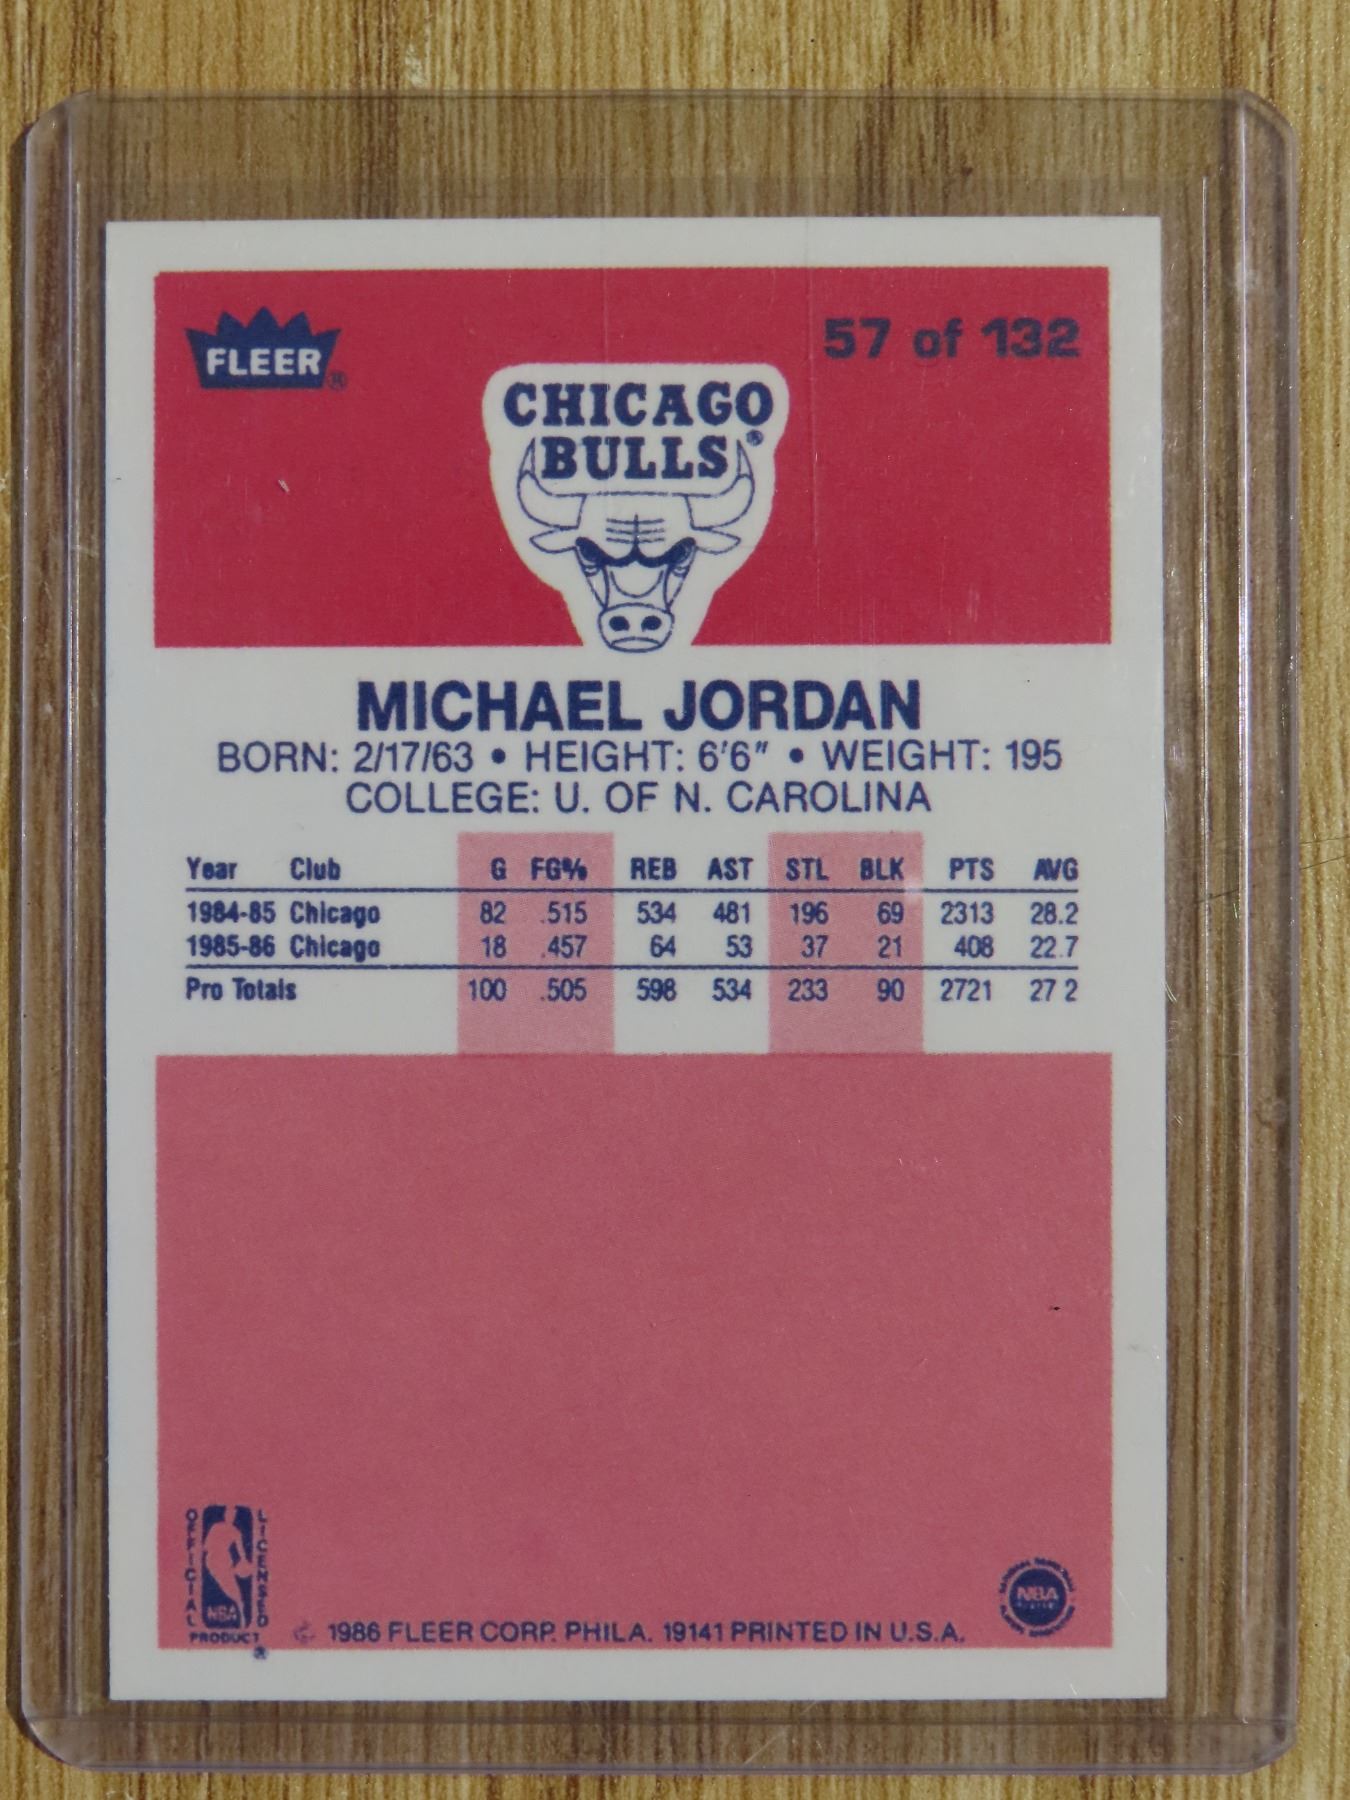 FLEER®
57 of 132
CHICAGO
BULLS®
MICHAEL JORDAN
BORN: 2/17/63 • HEIGHT: 6'6" • WEIGHT: 195
COLLEGE: U. OF N. CAROLINA
Year Club G FG% REB AST STL BLK PTS AVG
1984-85 Chicago 82 .515 534 481 196 69 2313 28.2
1985-86 Chicago 18 .457 64 53 37 21 408 22.7
Pro Totals 100 .505 598 534 233 90 2721 27 2
OFFICIAL
NBA
LICENSED
PRODUCT
®
© 1986 FLEER CORP. PHILA. 19141 PRINTED IN U.S.A.
NBA